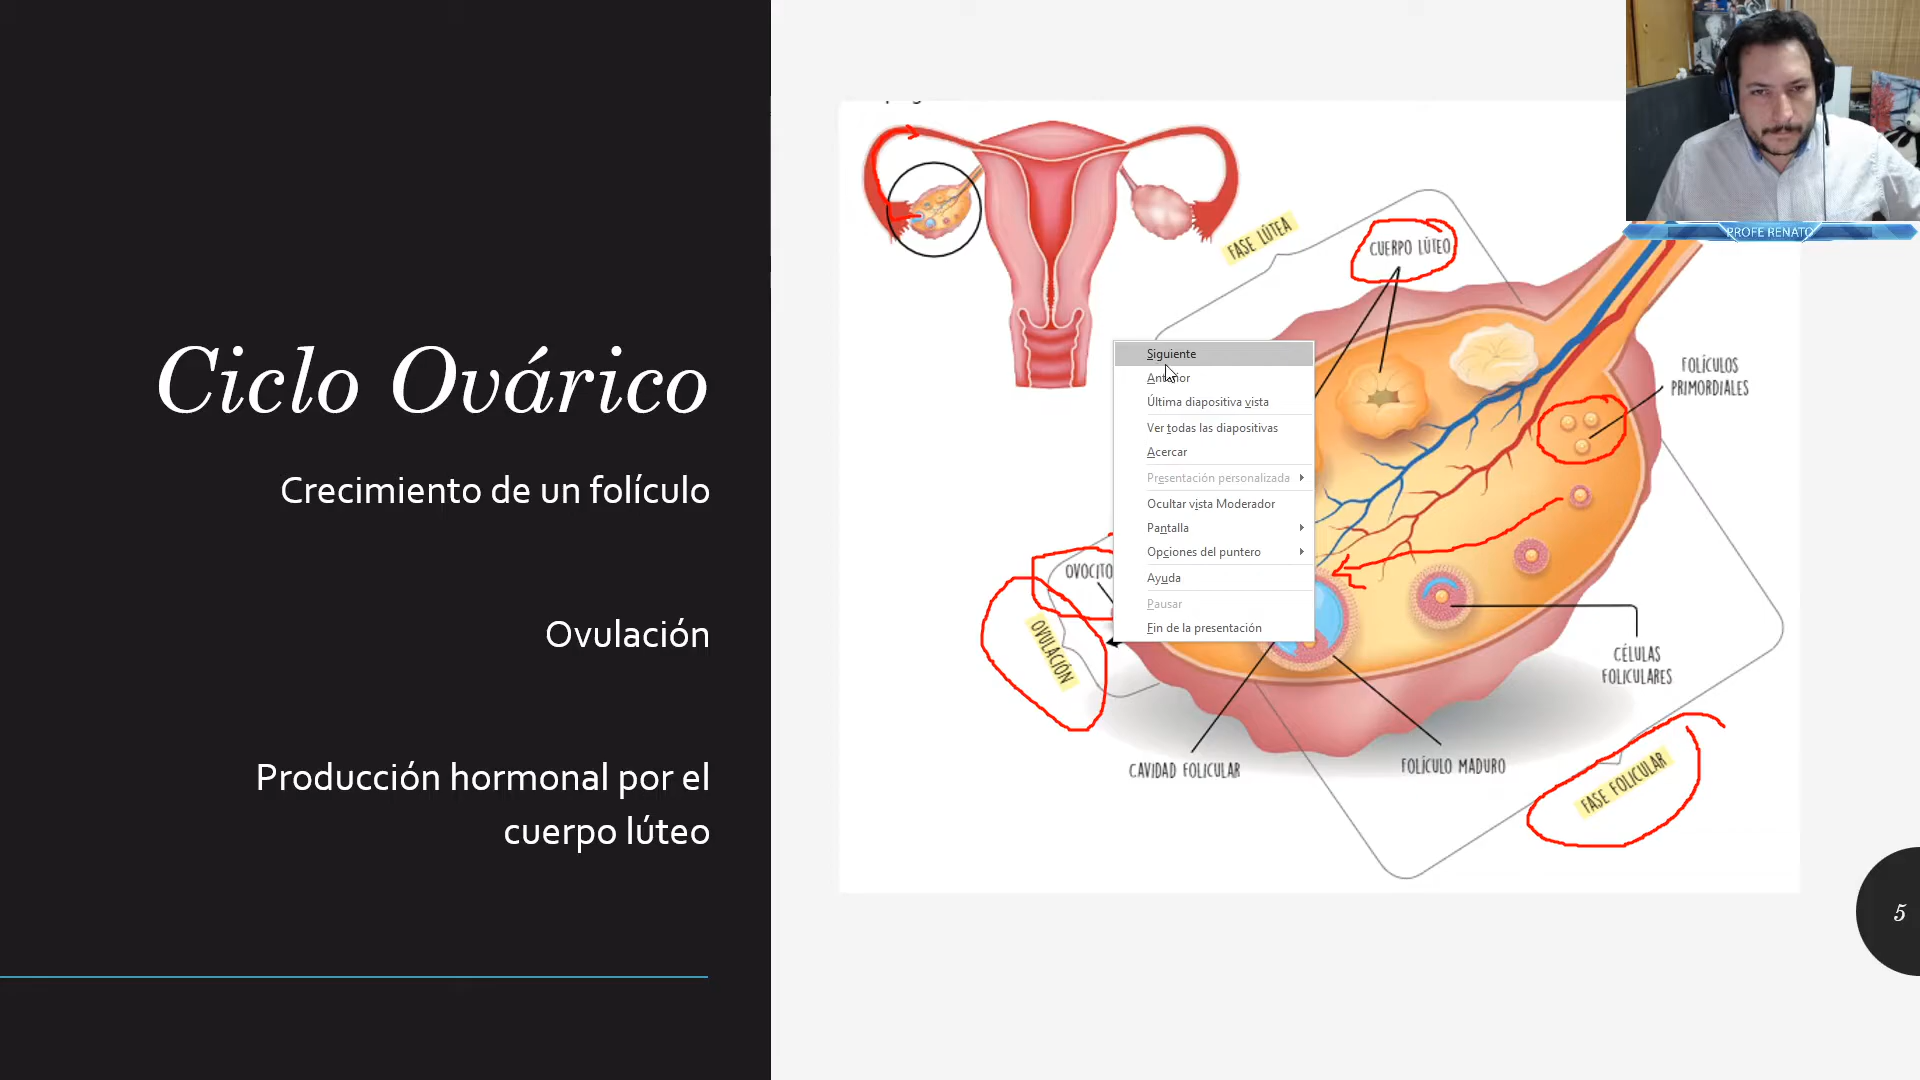 Ciclo Ovárico
Crecimiento de un folículo
Ovulación
Producción hormonal por el
cuerpo lúteo
FASE LÚTEA
CUERPO LÚTEO
FOLÍCULOS
PRIMORDIALES
Siguiente
Anterior
Última diapositiva vista
Ver todas las diapositivas
Acercar
Presentación personalizada
Ocultar vista Moderador
Pantalla
Opciones del puntero
Ayuda
Pausar
Fin de la presentación
OVOCITO
OVULACIÓN
CÉLULAS
FOLICULARES
CAVIDAD FOLICULAR
FOLÍCULO MADURO
FASE FOLICULAR
PROFE RENATO
5